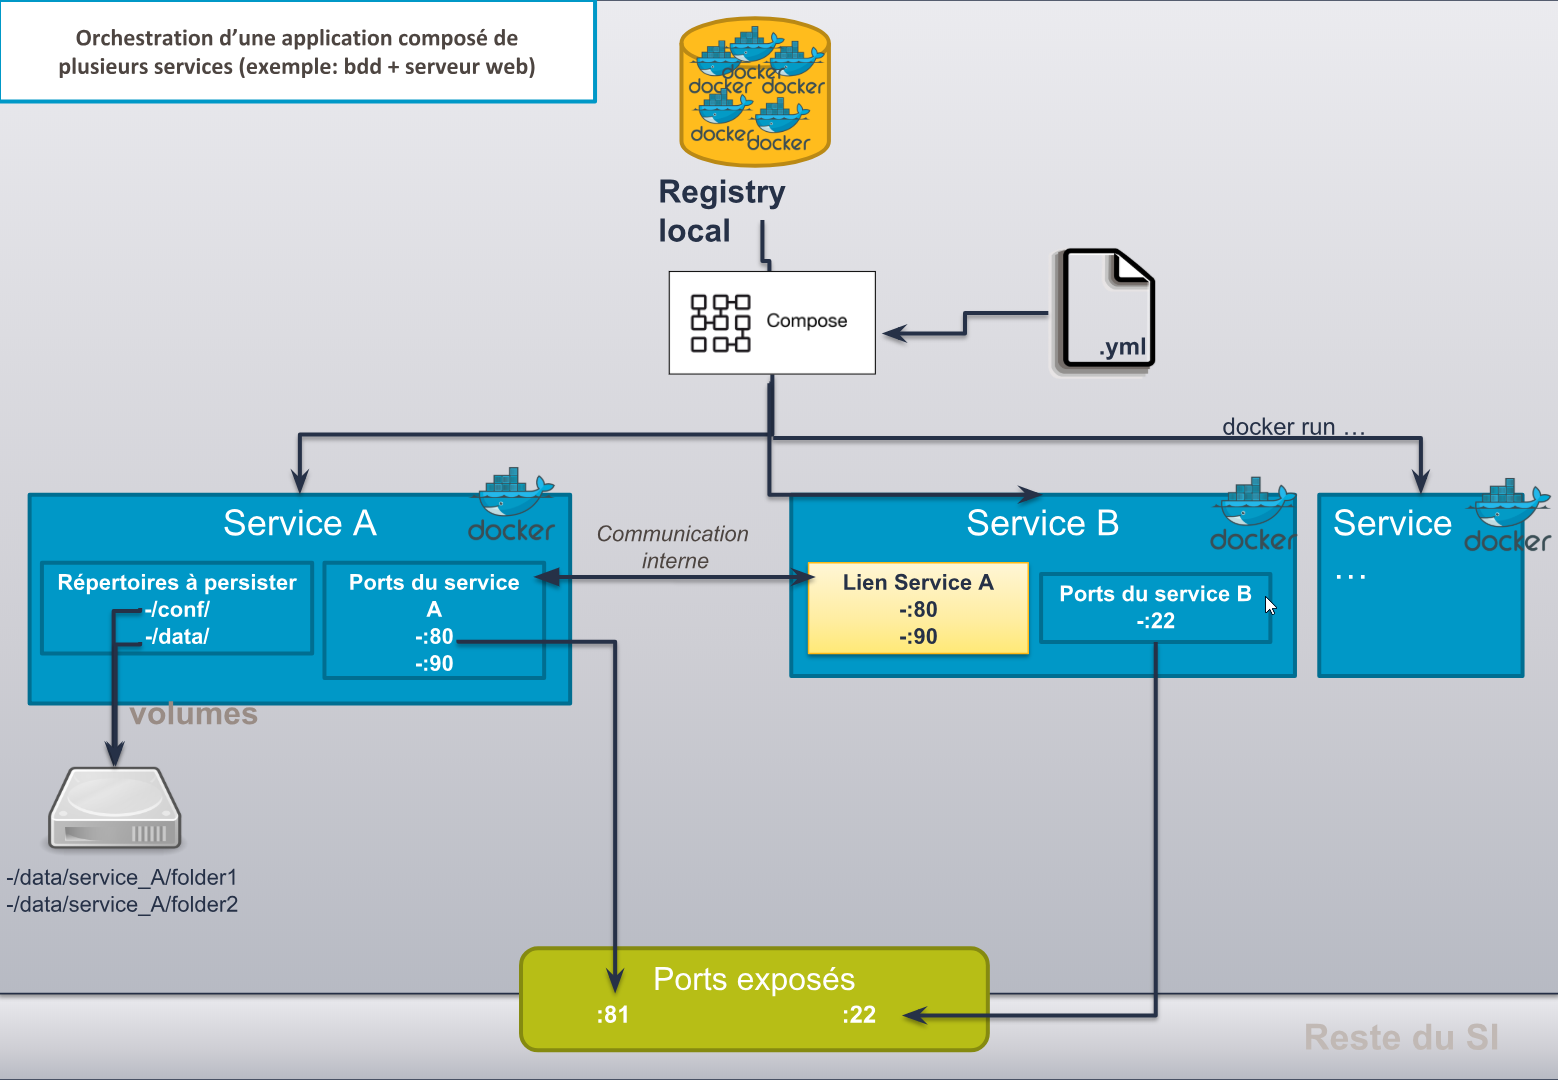 Orchestration d’une application composé de
plusieurs services (exemple: bdd + serveur web)
docker
docker
docker
docker
docker
Registry
local
Compose
.yml
docker run …
Service A
docker
Répertoires à persister
-/conf/
-/data/
Ports du service
A
-:80
-:90
Communication
interne
Service B
docker
Lien Service A
-:80
-:90
Ports du service B
-:22
Service
…
docker
volumes
-/data/service_A/folder1
-/data/service_A/folder2
Ports exposés
:81
:22
Reste du SI